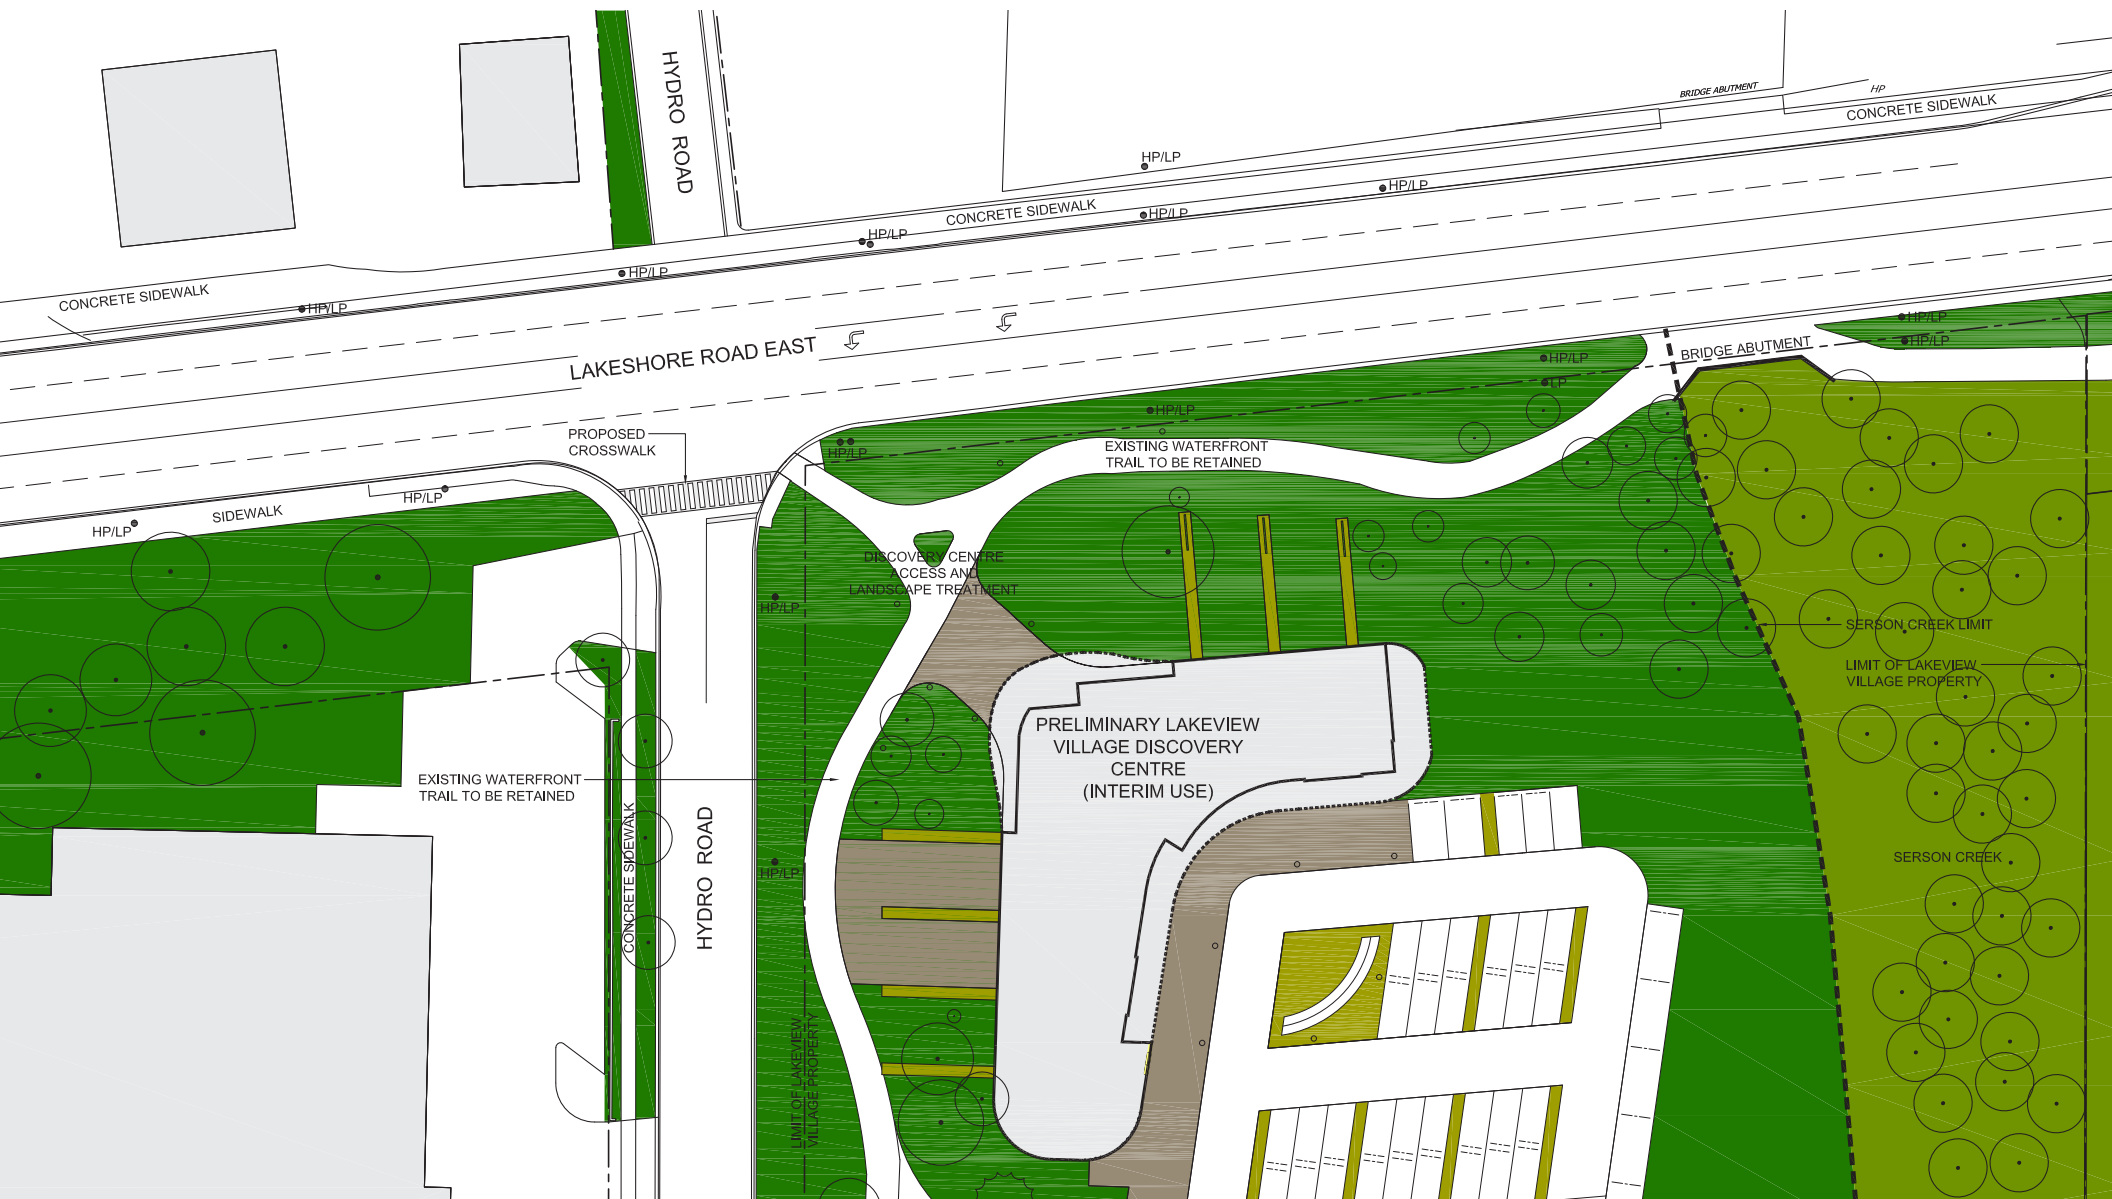 HYDRO ROAD
BRIDGE ABUTMENT
HP
CONCRETE SIDEWALK
HP/LP
HP/LP
CONCRETE SIDEWALK
HP/LP
HP/LP
HP/LP
CONCRETE SIDEWALK
HP/LP
HP/LP
HP/LP
BRIDGE ABUTMENT
LAKESHORE ROAD EAST
HP/LP
LP
HP/LP
PROPOSED
CROSSWALK
HP/LP
EXISTING WATERFRONT
TRAIL TO BE RETAINED
HP/LP
SIDEWALK
HP/LP
DISCOVERY CENTRE
ACCESS AND
LANDSCAPE TREATMENT
HP/LP
SERSON CREEK LIMIT
LIMIT OF LAKEVIEW
VILLAGE PROPERTY
PRELIMINARY LAKEVIEW
VILLAGE DISCOVERY
CENTRE
(INTERIM USE)
EXISTING WATERFRONT
TRAIL TO BE RETAINED
CONCRETE SIDEWALK
HYDRO ROAD
HP/LP
SERSON CREEK
LIMIT OF LAKEVIEW
VILLAGE PROPERTY